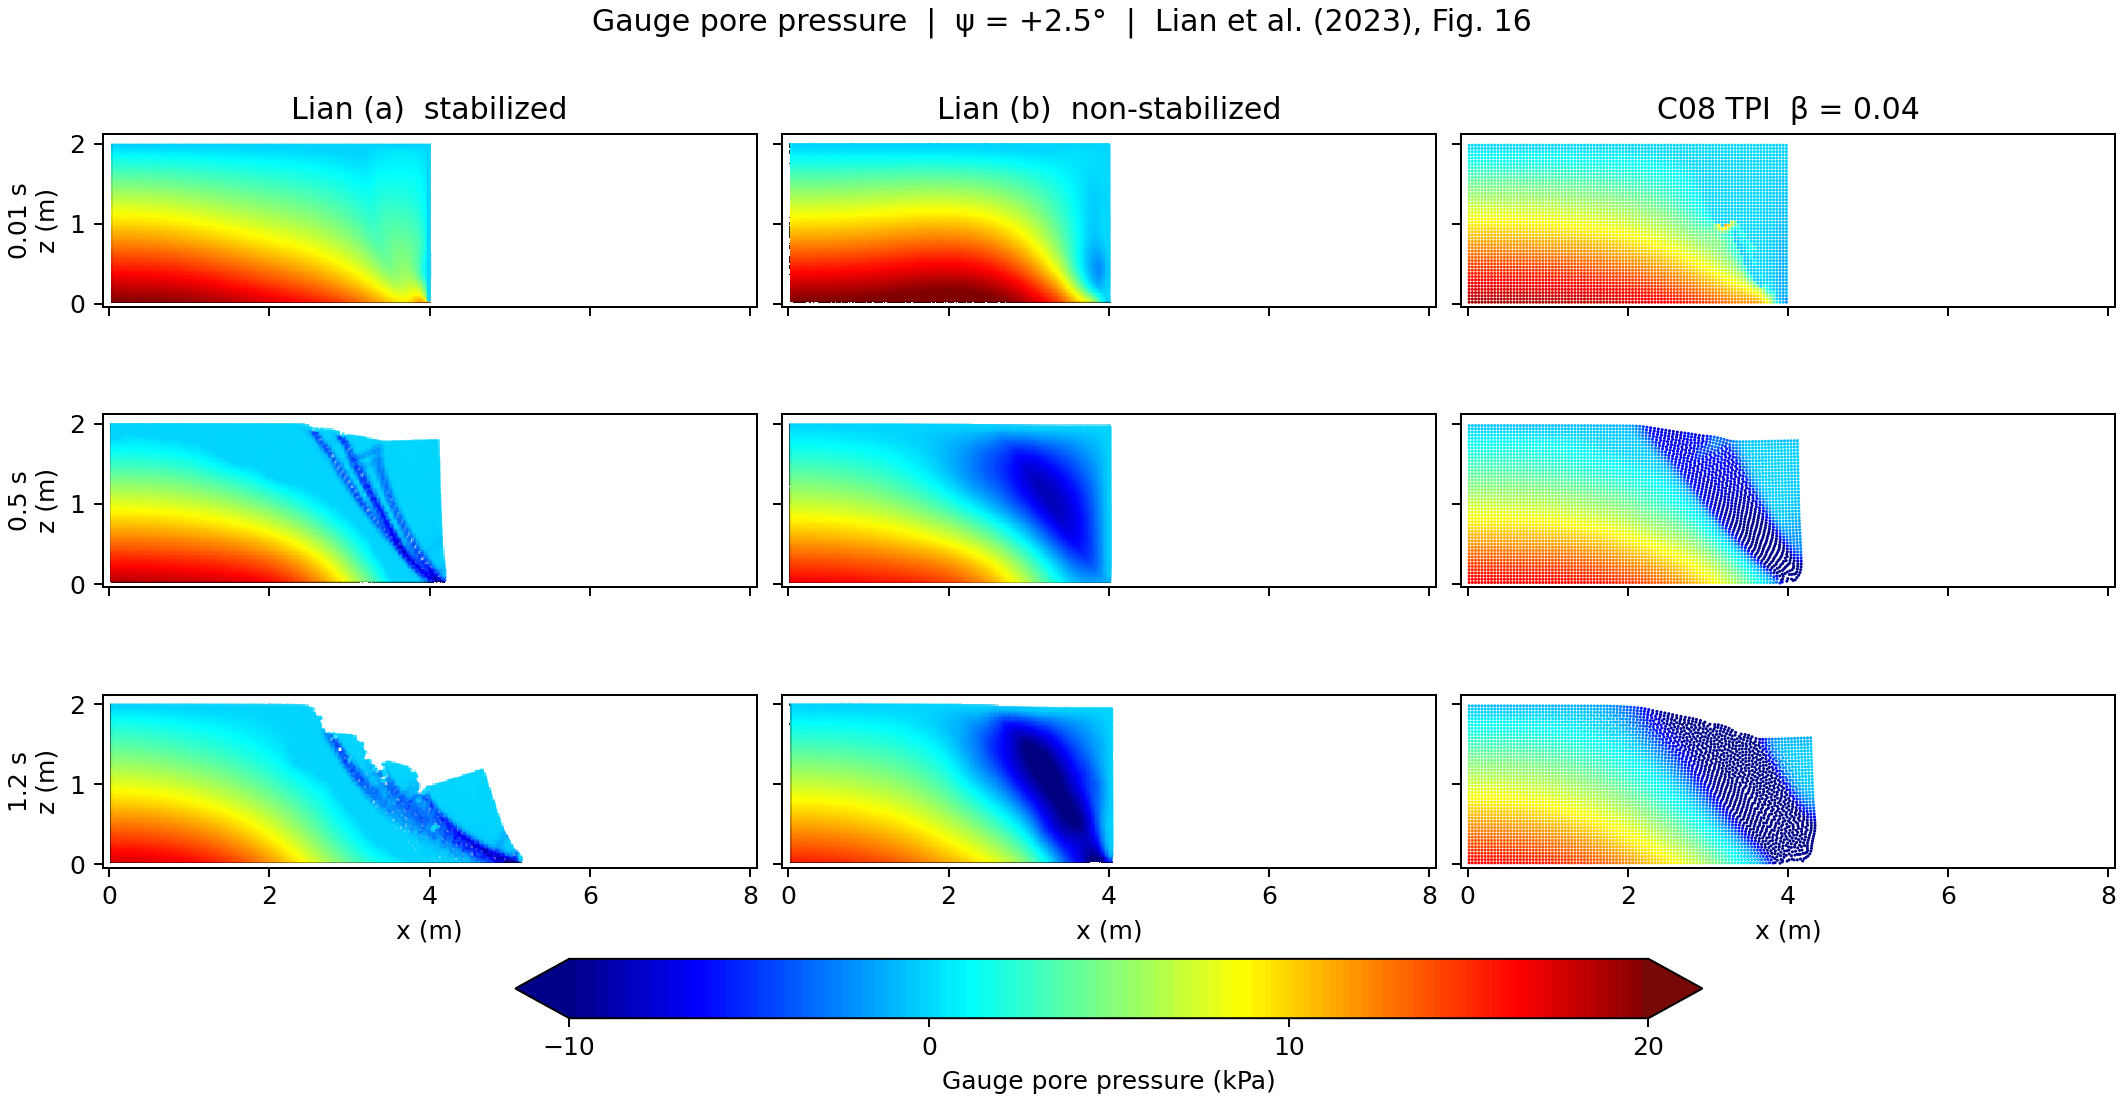 Gauge pore pressure | ψ = +2.5° | Lian et al. (2023), Fig. 16
Lian (a) stabilized
Lian (b) non-stabilized
C08 TPI β = 0.04
0.01 s
z (m)
2
1
0
0.5 s
z (m)
2
1
0
1.2 s
z (m)
2
1
0
0 2 4 6 8
0 2 4 6 8
0 2 4 6 8
x (m)
x (m)
x (m)
−10 0 10 20
Gauge pore pressure (kPa)